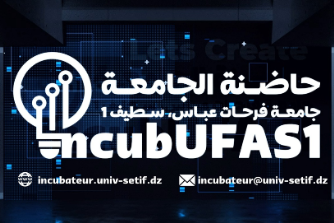 Lets Create
حاضنة الجامعة
جامعة فرحات عباس، سطيف 1
incubUFAS1
incubateur.univ-setif.dz
incubateur@univ-setif.dz